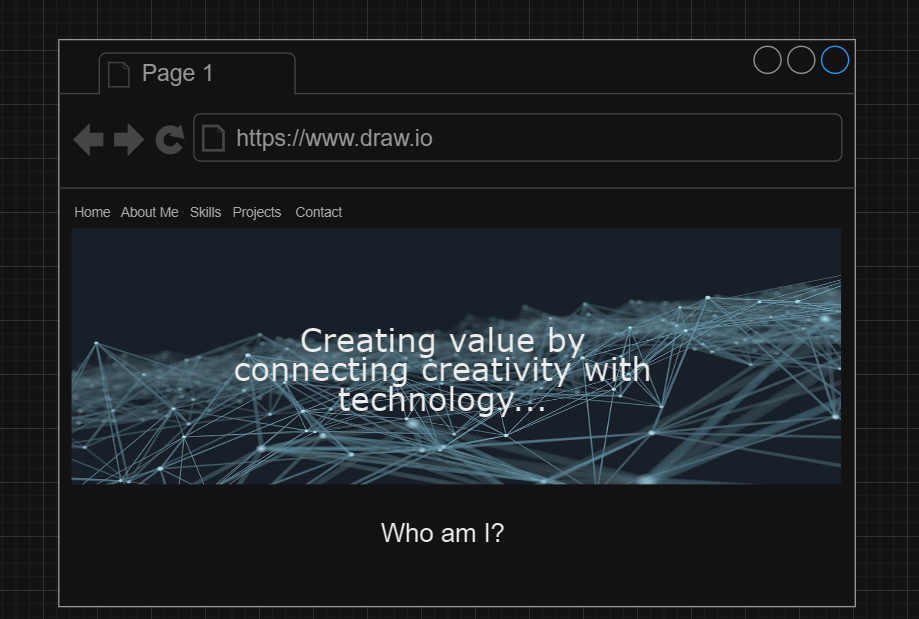 Page 1
https://www.draw.io
Home About Me Skills Projects Contact
Creating value by
connecting creativity with
technology...
Who am I?